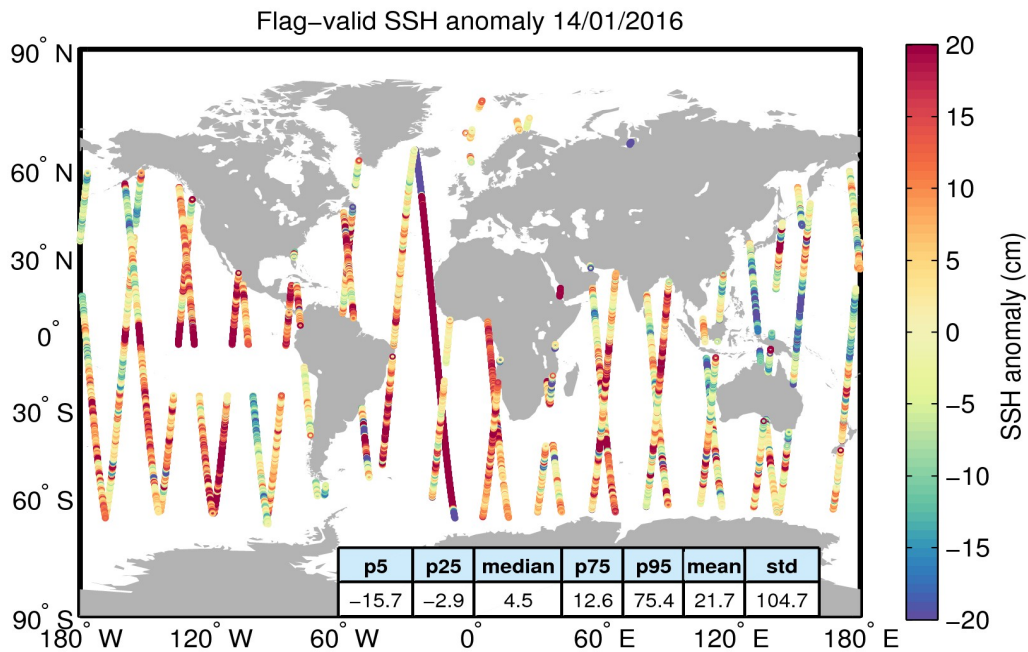 Flag−valid SSH anomaly 14/01/2016
90° N
60° N
30° N
0°
30° S
60° S
90° S
180° W
120° W
60° W
0°
60° E
120° E
180° E
p5 p25 median p75 p95 mean std
−15.7 −2.9 4.5 12.6 75.4 21.7 104.7
20
15
10
5
0
−5
−10
−15
−20
SSH anomaly (cm)